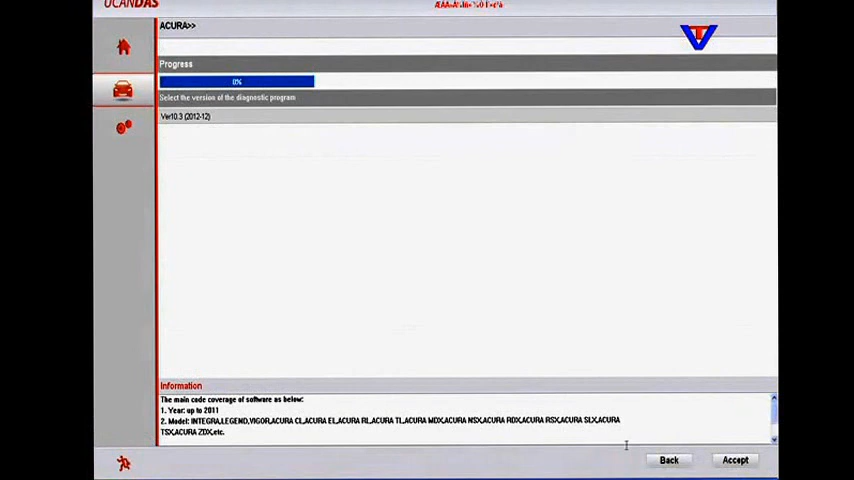 UCANDAS
ACURA>>
Progress
0%
Select the version of the diagnostic program
Ver10.3 (2012-12)
Information
The main code coverage of software as below:
1. Year: up to 2011
2. Model: INTEGRA,LEGEND,VIGOR,ACURA CL,ACURA EL,ACURA RL,ACURA TL,ACURA MDX,ACURA NSX,ACURA RDX,ACURA RSX,ACURA SLX,ACURA
TSX,ACURA ZDX,etc.
Back
Accept